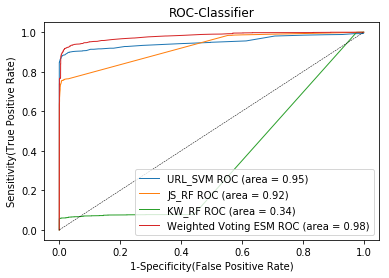 ROC-Classifier
Sensitivity(True Positive Rate)
1.0
0.8
0.6
0.4
0.2
0.0
URL_SVM ROC (area = 0.95)
JS_RF ROC (area = 0.92)
KW_RF ROC (area = 0.34)
Weighted Voting ESM ROC (area = 0.98)
0.0 0.2 0.4 0.6 0.8 1.0
1-Specificity(False Positive Rate)